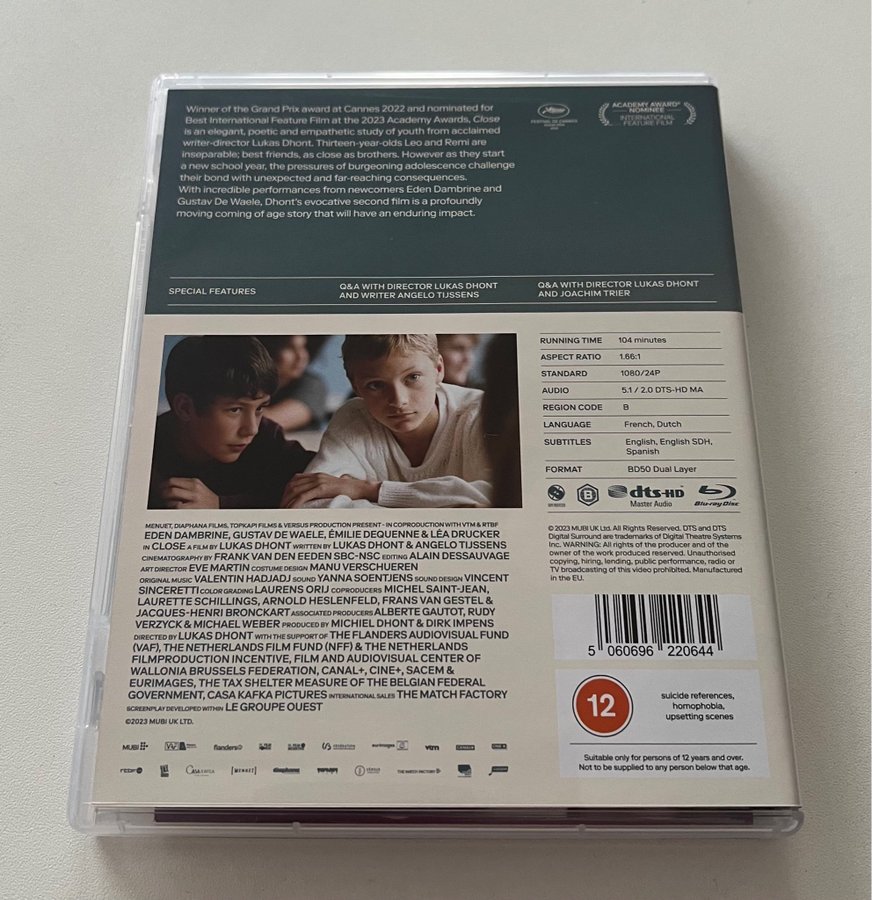 Winner of the Grand Prix award at Cannes 2022 and nominated for
Best International Feature Film at the 2023 Academy Awards, Close
is an elegant, poetic and empathetic study of youth from acclaimed
writer-director Lukas Dhont. Thirteen-year-olds Leo and Remi are
inseparable; best friends, as close as brothers. However as they start
a new school year, the pressures of burgeoning adolescence challenge
their bond with unexpected and far-reaching consequences.
With incredible performances from newcomers Eden Dambrine and
Gustav De Waele, Dhont's evocative second film is a profoundly
moving coming of age story that will have an enduring impact.
FESTIVAL DE CANNES
ACADEMY AWARD®
NOMINEE
INTERNATIONAL
FEATURE FILM
SPECIAL FEATURES
Q&A WITH DIRECTOR LUKAS DHONT
AND WRITER ANGELO TIJSSENS
Q&A WITH DIRECTOR LUKAS DHONT
AND JOACHIM TRIER
RUNNING TIME 104 minutes
ASPECT RATIO 1.66:1
STANDARD 1080/24P
AUDIO 5.1 / 2.0 DTS-HD MA
REGION CODE B
LANGUAGE French, Dutch
SUBTITLES English, English SDH,
Spanish
FORMAT BD50 Dual Layer
B
dts-HD
Master Audio
Blu-ray Disc
MENUET, DIAPHANA FILMS, TOPKAPI FILMS & VERSUS PRODUCTION PRESENT - IN COPRODUCTION WITH VTM & RTBF
EDEN DAMBRINE, GUSTAV DE WAELE, ÉMILIE DEQUENNE & LÉA DRUCKER
IN CLOSE A FILM BY LUKAS DHONT WRITTEN BY LUKAS DHONT & ANGELO TIJSSENS
CINEMATOGRAPHY BY FRANK VAN DEN EEDEN SBC-NSC EDITING ALAIN DESSAUVAGE
ART DIRECTOR EVE MARTIN COSTUME DESIGN MANU VERSCHUEREN
ORIGINAL MUSIC VALENTIN HADJADJ SOUND YANNA SOENTJENS SOUND DESIGN VINCENT
SINCERETTI COLOR GRADING LAURENS ORIJ COPRODUCERS MICHEL SAINT-JEAN,
LAURETTE SCHILLINGS, ARNOLD HESLENFELD, FRANS VAN GESTEL &
JACQUES-HENRI BRONCKART ASSOCIATED PRODUCERS ALBERTE GAUTOT, RUDY
VERZYCK & MICHAEL WEBER PRODUCED BY MICHIEL DHONT & DIRK IMPENS
DIRECTED BY LUKAS DHONT WITH THE SUPPORT OF THE FLANDERS AUDIOVISUAL FUND
(VAF), THE NETHERLANDS FILM FUND (NFF) & THE NETHERLANDS
FILMPRODUCTION INCENTIVE, FILM AND AUDIOVISUAL CENTER OF
WALLONIA BRUSSELS FEDERATION, CANAL+, CINE+, SACEM &
EURIMAGES, THE TAX SHELTER MEASURE OF THE BELGIAN FEDERAL
GOVERNMENT, CASA KAFKA PICTURES INTERNATIONAL SALES THE MATCH FACTORY
SCREENPLAY DEVELOPED WITHIN LE GROUPE OUEST
©2023 MUBI UK LTD.
©2023 MUBI UK Ltd. All Rights Reserved. DTS and DTS
Digital Surround are trademarks of Digital Theatre Systems
Inc. WARNING: All rights of the producer and of the
owner of the work produced reserved. Unauthorised
copying, hiring, lending, public performance, radio or
TV broadcasting of this video prohibited. Manufactured
in the EU.
5 060696 220644
12
suicide references,
homophobia,
upsetting scenes
Suitable only for persons of 12 years and over.
Not to be supplied to any person below that age.
MUBI VAF flanders eurimages vtm
rtbf CASA KAFKA MENUET diaphana TOPKAPI THE MATCH FACTORY